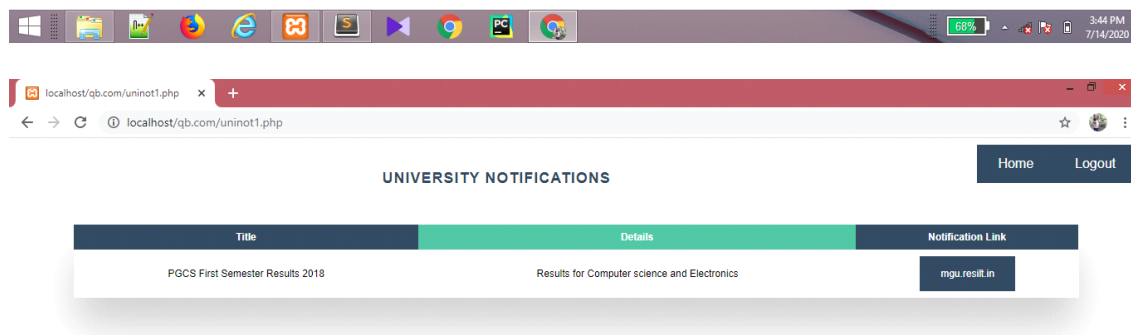 68%
3:44 PM
7/14/2020
localhost/qb.com/uninot1.php
localhost/qb.com/uninot1.php
Home Logout
UNIVERSITY NOTIFICATIONS
Title Details Notification Link
PGCS First Semester Results 2018 Results for Computer science and Electronics mgu.resilt.in